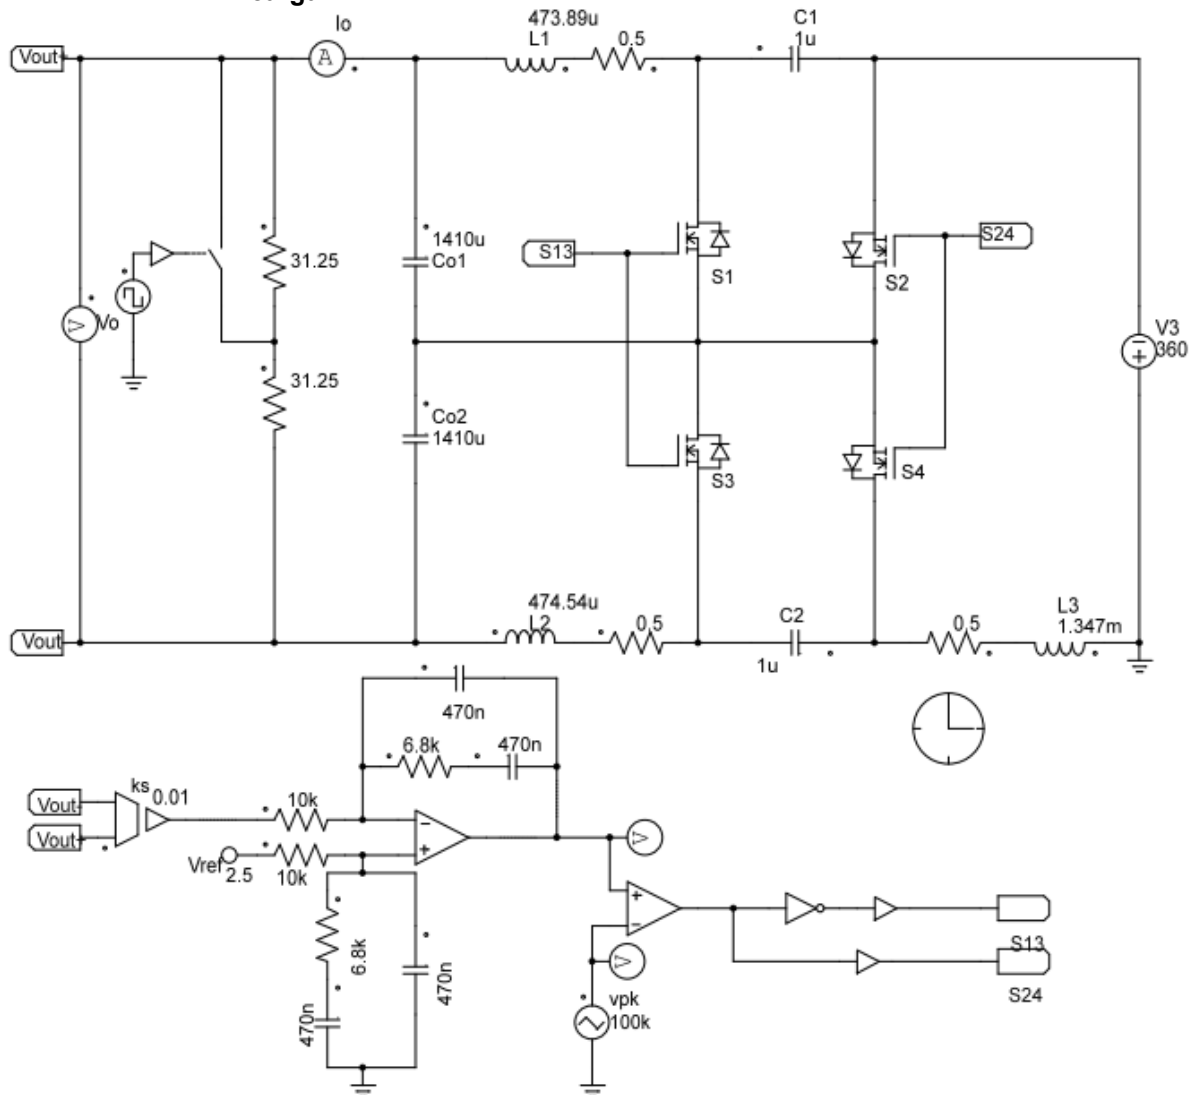 Io
473.89u
L1
0.5
C1
1u
Vout
A
31.25
1410u
Co1
S13
S1
S2
S24
V
Vo
V3
360
31.25
Co2
1410u
S3
S4
Vout
474.54u
L2
0.5
C2
1u
0.5
L3
1.347m
470n
6.8k
470n
ks
0.01
Vout
Vout
10k
Vref
2.5
10k
V
6.8k
470n
470n
V
vpk
100k
S13
S24